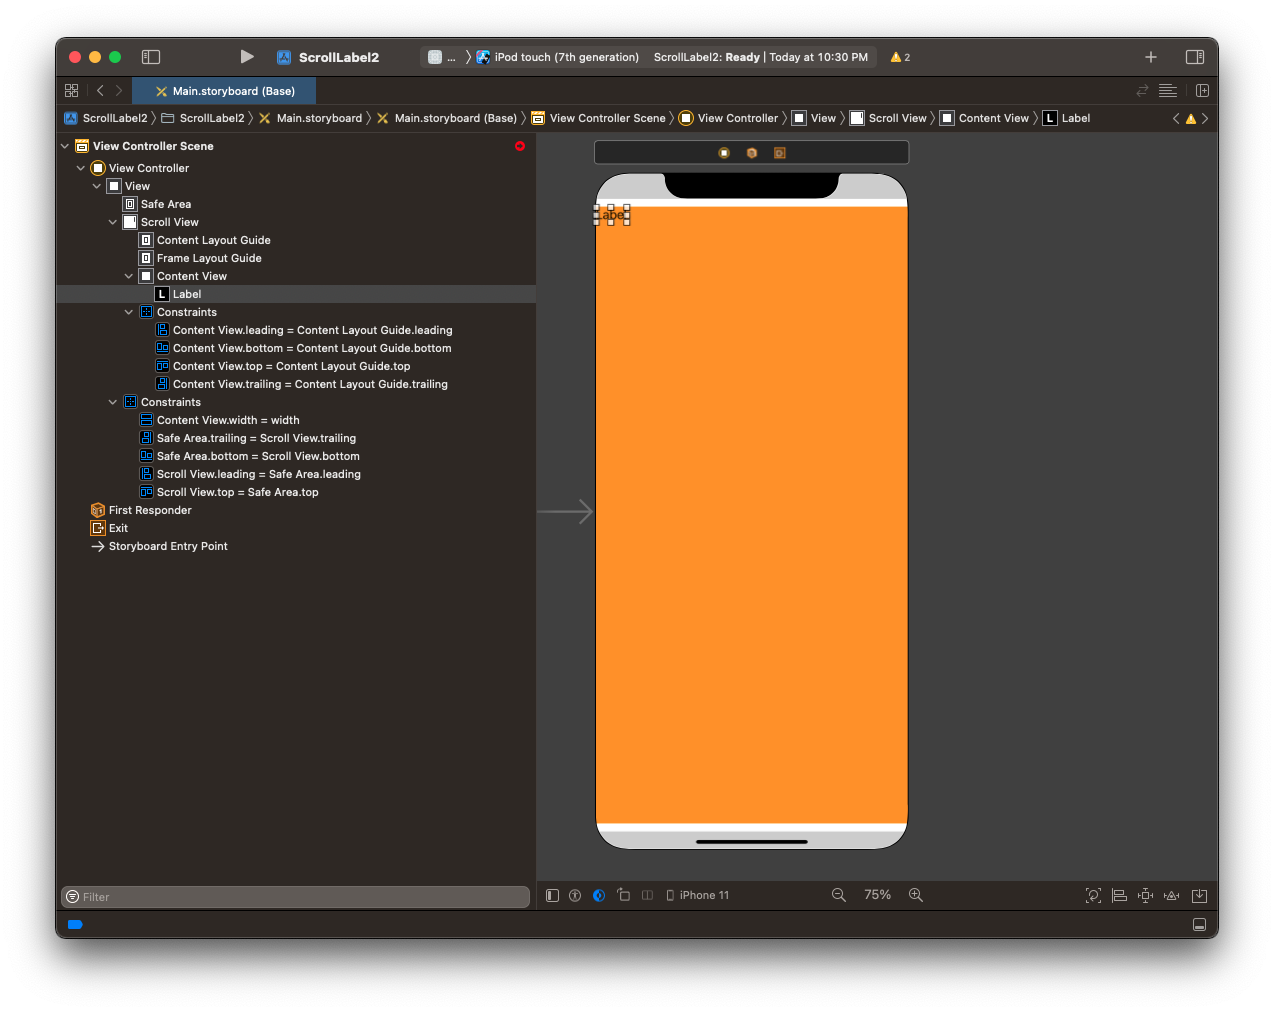 ScrollLabel2
... 〉 iPod touch (7th generation) ScrollLabel2: Ready | Today at 10:30 PM 2
Main.storyboard (Base)
ScrollLabel2 〉 ScrollLabel2 〉 Main.storyboard 〉 Main.storyboard (Base) 〉 View Controller Scene 〉 View Controller 〉 View 〉 Scroll View 〉 Content View 〉 L Label
View Controller Scene
View Controller
View
Safe Area
Scroll View
Content Layout Guide
Frame Layout Guide
Content View
L Label
Constraints
Content View.leading = Content Layout Guide.leading
Content View.bottom = Content Layout Guide.bottom
Content View.top = Content Layout Guide.top
Content View.trailing = Content Layout Guide.trailing
Constraints
Content View.width = width
Safe Area.trailing = Scroll View.trailing
Safe Area.bottom = Scroll View.bottom
Scroll View.leading = Safe Area.leading
Scroll View.top = Safe Area.top
First Responder
Exit
Storyboard Entry Point
Label
Filter
iPhone 11
75%